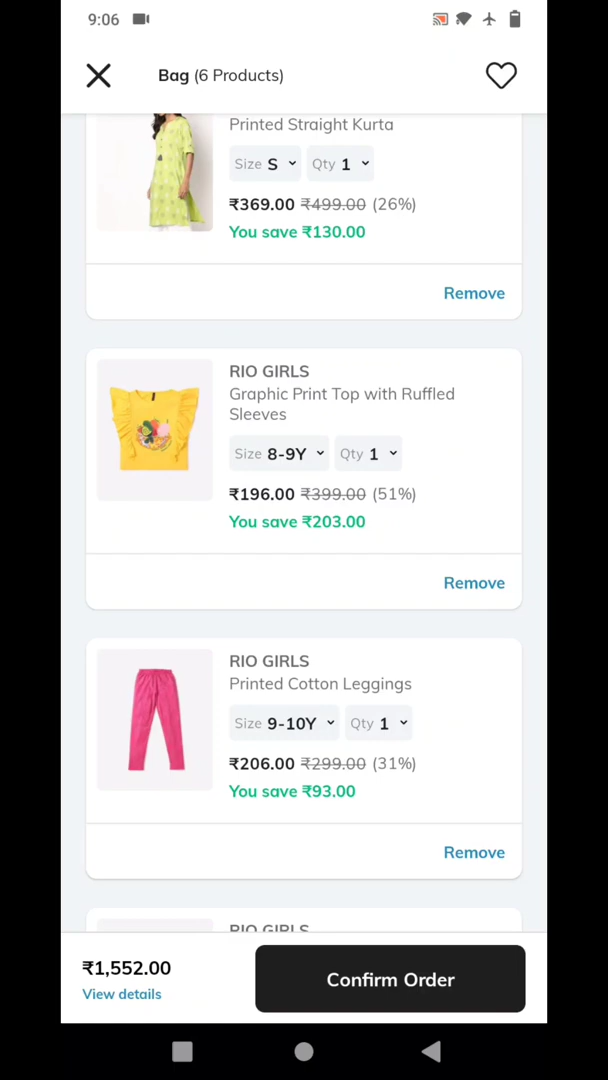 9:06
Bag (6 Products)
Printed Straight Kurta
Size S Qty 1
₹369.00 ₹499.00 (26%)
You save ₹130.00
Remove
RIO GIRLS
Graphic Print Top with Ruffled
Sleeves
Size 8-9Y Qty 1
₹196.00 ₹399.00 (51%)
You save ₹203.00
Remove
RIO GIRLS
Printed Cotton Leggings
Size 9-10Y Qty 1
₹206.00 ₹299.00 (31%)
You save ₹93.00
Remove
RIO GIRLS
₹1,552.00
View details
Confirm Order